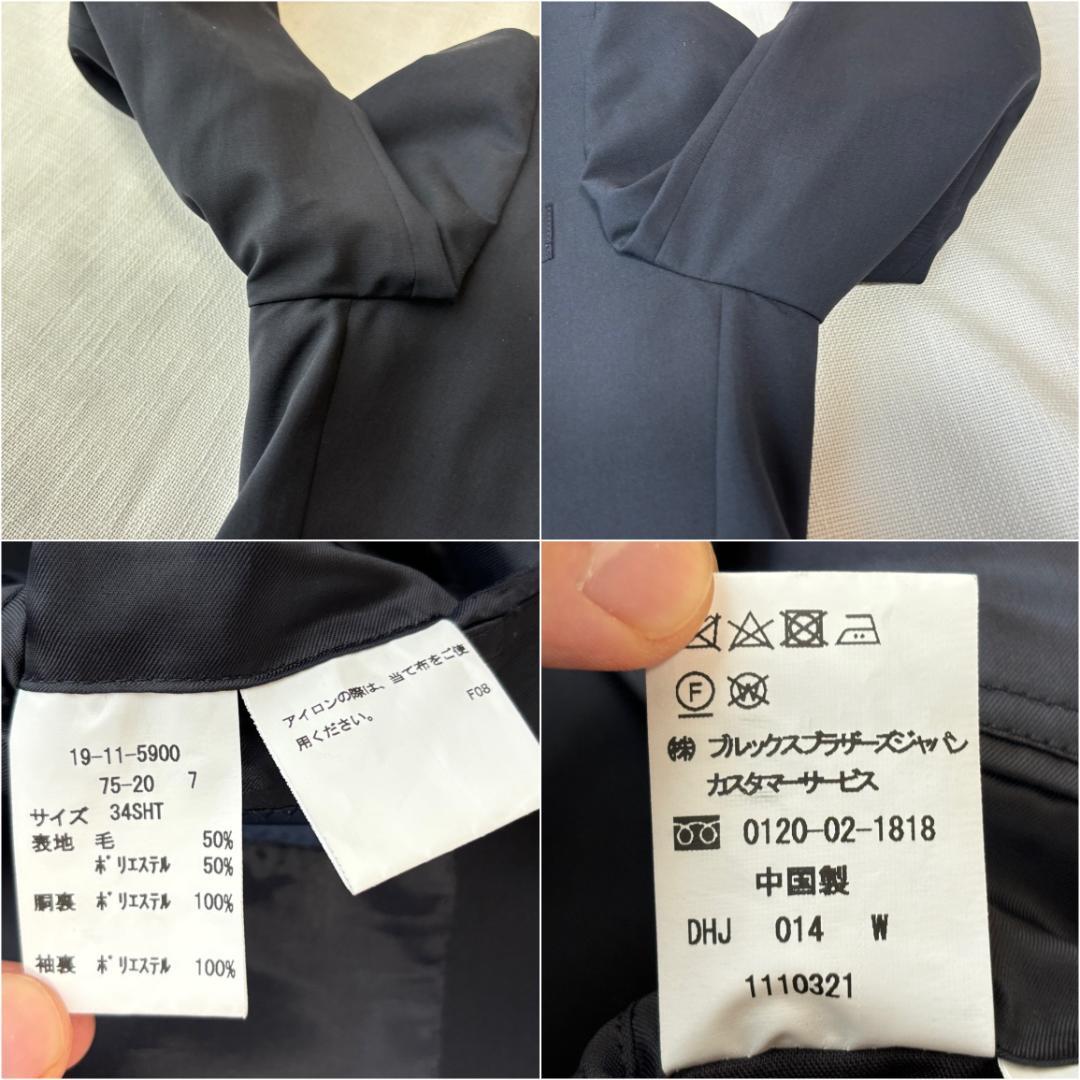 19-11-5900
75-20 7
サイズ 34SHT
表地 毛 50%
ポリエステル 50%
胴裏 ポリエステル 100%
袖裏 ポリエステル 100%
アイロンの際は、当て布をご使
用ください。
F08
F W
㈱ ブルックスブラザーズジャパン
カスタマーサービス
0120-02-1818
中国製
DHJ 014 W
1110321